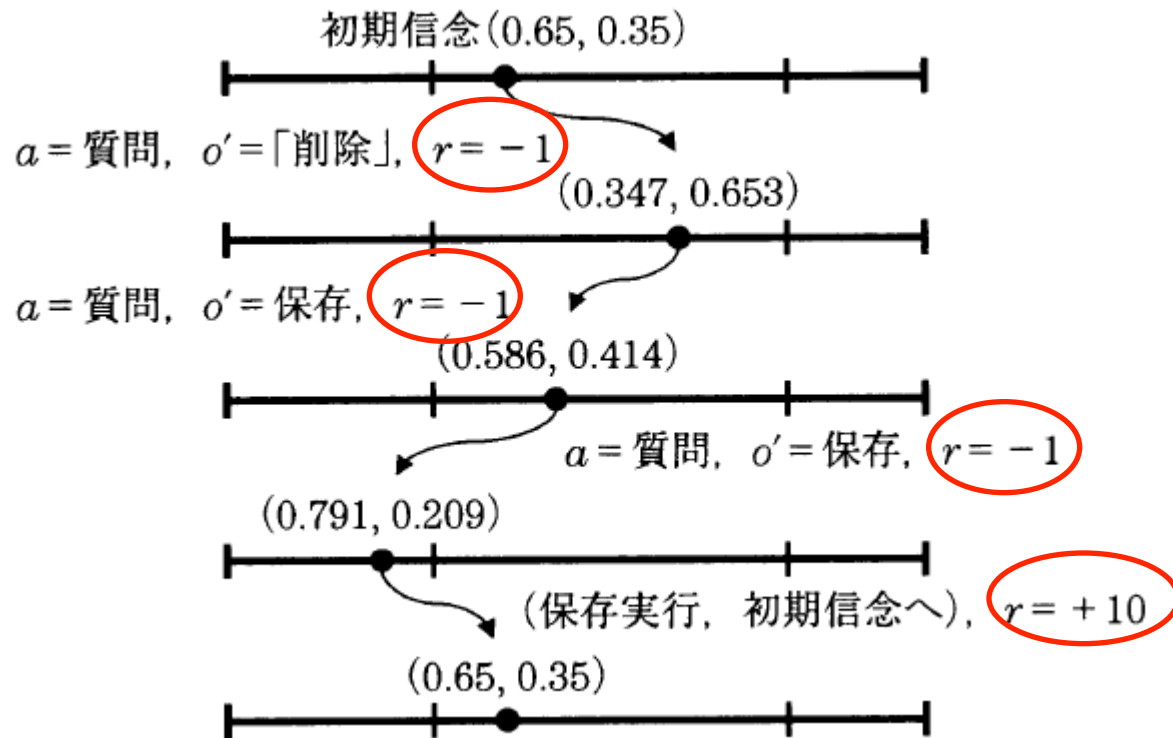 初期信念(0.65, 0.35)
a = 質問, o′ =「削除」, r = − 1
(0.347, 0.653)
a = 質問, o′ = 保存, r = − 1
(0.586, 0.414)
a = 質問, o′ = 保存, r = − 1
(0.791, 0.209)
(保存実行, 初期信念へ), r = + 10
(0.65, 0.35)